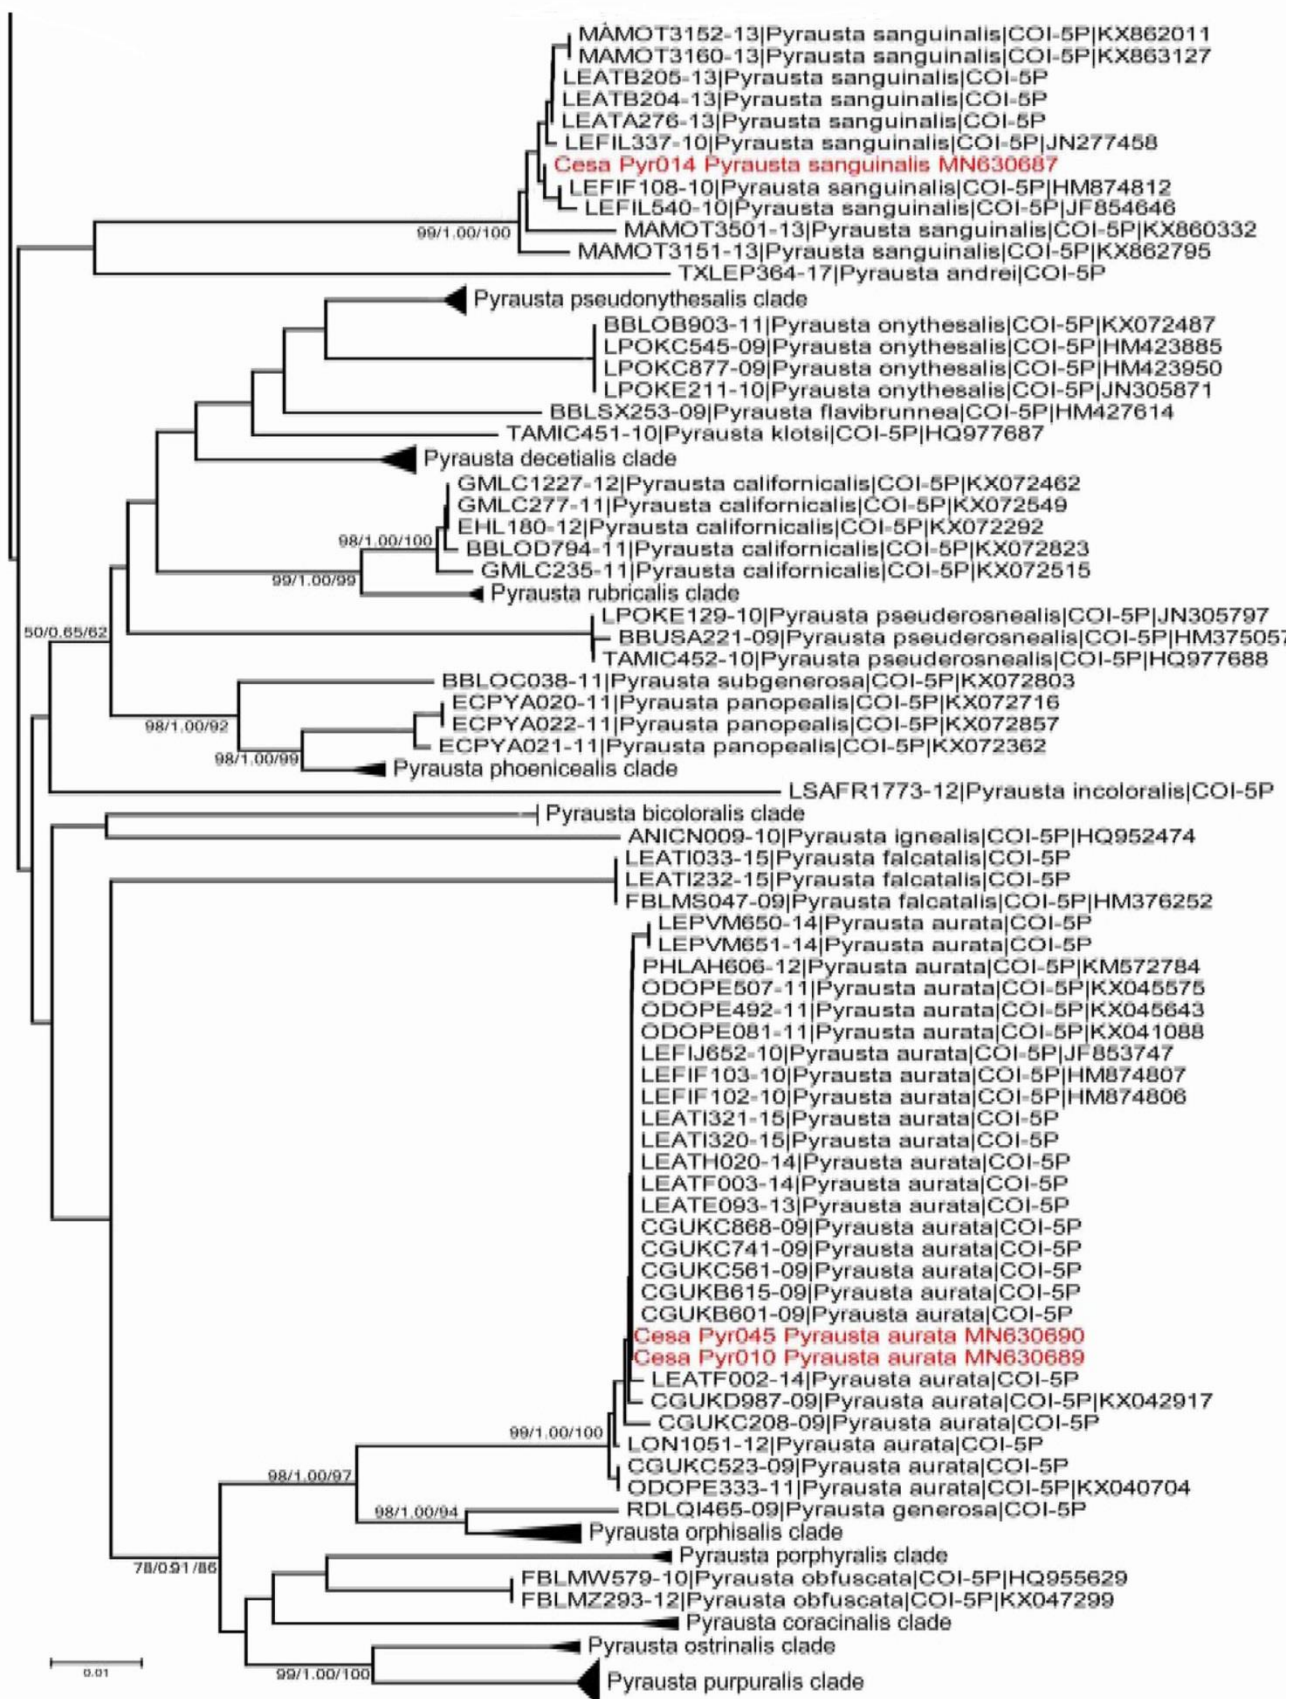 MAMOT3152-13|Pyrausta sanguinalis|COI-5P|KX862011
MAMOT3160-13|Pyrausta sanguinalis|COI-5P|KX863127
LEATB205-13|Pyrausta sanguinalis|COI-5P
LEATB204-13|Pyrausta sanguinalis|COI-5P
LEATA276-13|Pyrausta sanguinalis|COI-5P
LEFIL337-10|Pyrausta sanguinalis|COI-5P|JN277458
Cesa Pyr014 Pyrausta sanguinalis MN630687
LEFIF108-10|Pyrausta sanguinalis|COI-5P|HM874812
LEFIL540-10|Pyrausta sanguinalis|COI-5P|JF854646
99/1.00/100
MAMOT3501-13|Pyrausta sanguinalis|COI-5P|KX860332
MAMOT3151-13|Pyrausta sanguinalis|COI-5P|KX862795
TXLEP364-17|Pyrausta andrei|COI-5P
Pyrausta pseudonythesalis clade
BBLOB903-11|Pyrausta onythesalis|COI-5P|KX072487
LPOKC545-09|Pyrausta onythesalis|COI-5P|HM423885
LPOKC877-09|Pyrausta onythesalis|COI-5P|HM423950
LPOKE211-10|Pyrausta onythesalis|COI-5P|JN305871
BBLSX253-09|Pyrausta flavibrunnea|COI-5P|HM427614
TAMIC451-10|Pyrausta klotsi|COI-5P|HQ977687
Pyrausta decetialis clade
GMLC1227-12|Pyrausta californicalis|COI-5P|KX072462
GMLC277-11|Pyrausta californicalis|COI-5P|KX072549
EHL180-12|Pyrausta californicalis|COI-5P|KX072292
98/1.00/100
BBLOD794-11|Pyrausta californicalis|COI-5P|KX072823
GMLC235-11|Pyrausta californicalis|COI-5P|KX072515
99/1.00/99
Pyrausta rubricalis clade
LPOKE129-10|Pyrausta pseuderosnealis|COI-5P|JN305797
50/0.65/62
BBUSA221-09|Pyrausta pseuderosnealis|COI-5P|HM375057
TAMIC452-10|Pyrausta pseuderosnealis|COI-5P|HQ977688
BBLOC038-11|Pyrausta subgenerosa|COI-5P|KX072803
ECPYA020-11|Pyrausta panopealis|COI-5P|KX072716
98/1.00/92
ECPYA022-11|Pyrausta panopealis|COI-5P|KX072857
ECPYA021-11|Pyrausta panopealis|COI-5P|KX072362
98/1.00/99
Pyrausta phoenicealis clade
LSAFR1773-12|Pyrausta incoloralis|COI-5P
Pyrausta bicoloralis clade
ANICN009-10|Pyrausta ignealis|COI-5P|HQ952474
LEATI033-15|Pyrausta falcatalis|COI-5P
LEATI232-15|Pyrausta falcatalis|COI-5P
FBLMS047-09|Pyrausta falcatalis|COI-5P|HM376252
LEPVM650-14|Pyrausta aurata|COI-5P
LEPVM651-14|Pyrausta aurata|COI-5P
PHLAH606-12|Pyrausta aurata|COI-5P|KM572784
ODOPE507-11|Pyrausta aurata|COI-5P|KX045575
ODOPE492-11|Pyrausta aurata|COI-5P|KX045643
ODOPE081-11|Pyrausta aurata|COI-5P|KX041088
LEFIJ652-10|Pyrausta aurata|COI-5P|JF853747
LEFIF103-10|Pyrausta aurata|COI-5P|HM874807
LEFIF102-10|Pyrausta aurata|COI-5P|HM874806
LEATI321-15|Pyrausta aurata|COI-5P
LEATI320-15|Pyrausta aurata|COI-5P
LEATH020-14|Pyrausta aurata|COI-5P
LEATF003-14|Pyrausta aurata|COI-5P
LEATE093-13|Pyrausta aurata|COI-5P
CGUKC868-09|Pyrausta aurata|COI-5P
CGUKC741-09|Pyrausta aurata|COI-5P
CGUKC561-09|Pyrausta aurata|COI-5P
CGUKB615-09|Pyrausta aurata|COI-5P
CGUKB601-09|Pyrausta aurata|COI-5P
Cesa Pyr045 Pyrausta aurata MN630690
Cesa Pyr010 Pyrausta aurata MN630689
LEATF002-14|Pyrausta aurata|COI-5P
CGUKD987-09|Pyrausta aurata|COI-5P|KX042917
CGUKC208-09|Pyrausta aurata|COI-5P
99/1.00/100
LON1051-12|Pyrausta aurata|COI-5P
CGUKC523-09|Pyrausta aurata|COI-5P
98/1.00/97
ODOPE333-11|Pyrausta aurata|COI-5P|KX040704
RDLQI465-09|Pyrausta generosa|COI-5P
98/1.00/94
Pyrausta orphisalis clade
Pyrausta porphyralis clade
78/0.91/86
FBLMW579-10|Pyrausta obfuscata|COI-5P|HQ955629
FBLMZ293-12|Pyrausta obfuscata|COI-5P|KX047299
Pyrausta coracinalis clade
Pyrausta ostrinalis clade
0.01
99/1.00/100
Pyrausta purpuralis clade